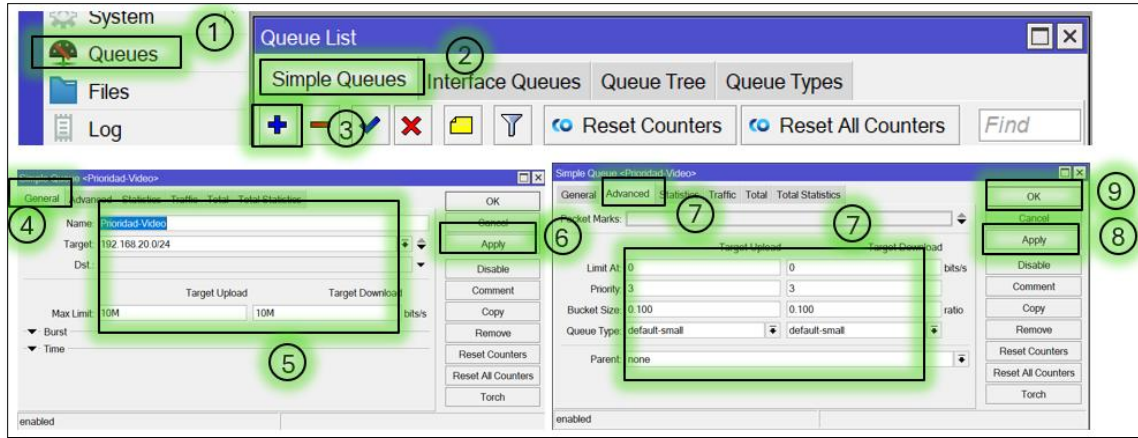 System
1
Queues
Files
Log
Queue List
2
Simple Queues Interface Queues Queue Tree Queue Types
3
Reset Counters Reset All Counters Find
Simple Queue <Prioridad-Video>
General Advanced Statistics Traffic Total Total Statistics
4
Name: Prioridad-Video
Target: 192.168.20.0/24
Dst.:
Target Upload Target Download
Max Limit: 10M 10M bits/s
Burst
Time
5
OK
Cancel
Apply
6
Disable
Comment
Copy
Remove
Reset Counters
Reset All Counters
Torch
enabled
Simple Queue <Prioridad-Video>
General Advanced Statistics Traffic Total Total Statistics
7
7
Packet Marks:
Target Upload Target Download
Limit At: 0 0 bits/s
Priority: 3 3
Bucket Size: 0.100 0.100 ratio
Queue Type: default-small default-small
Parent: none
OK
9
Cancel
Apply
8
Disable
Comment
Copy
Remove
Reset Counters
Reset All Counters
Torch
enabled